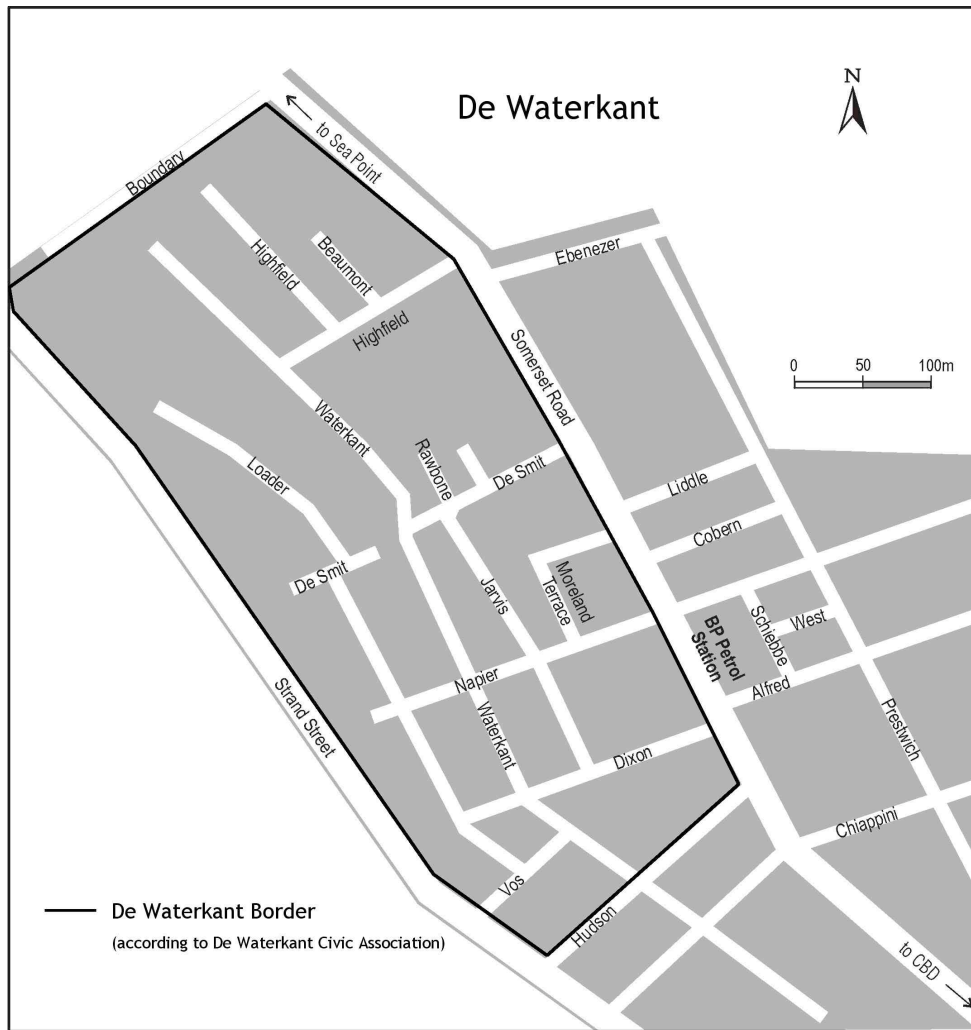 De Waterkant
N
to Sea Point
Boundary
Highfield
Beaumont
Highfield
Ebenezer
Somerset Road
0 50 100m
Waterkant
Loader
Rawbone
De Smit
Liddle
Cobern
De Smit
Jarvis
Moreland
Terrace
Schiebbe
West
BP Petrol
Station
Napier
Alfred
Strand Street
Waterkant
Dixon
Prestwich
Chiappini
Vos
Hudson
to CBD
De Waterkant Border
(according to De Waterkant Civic Association)